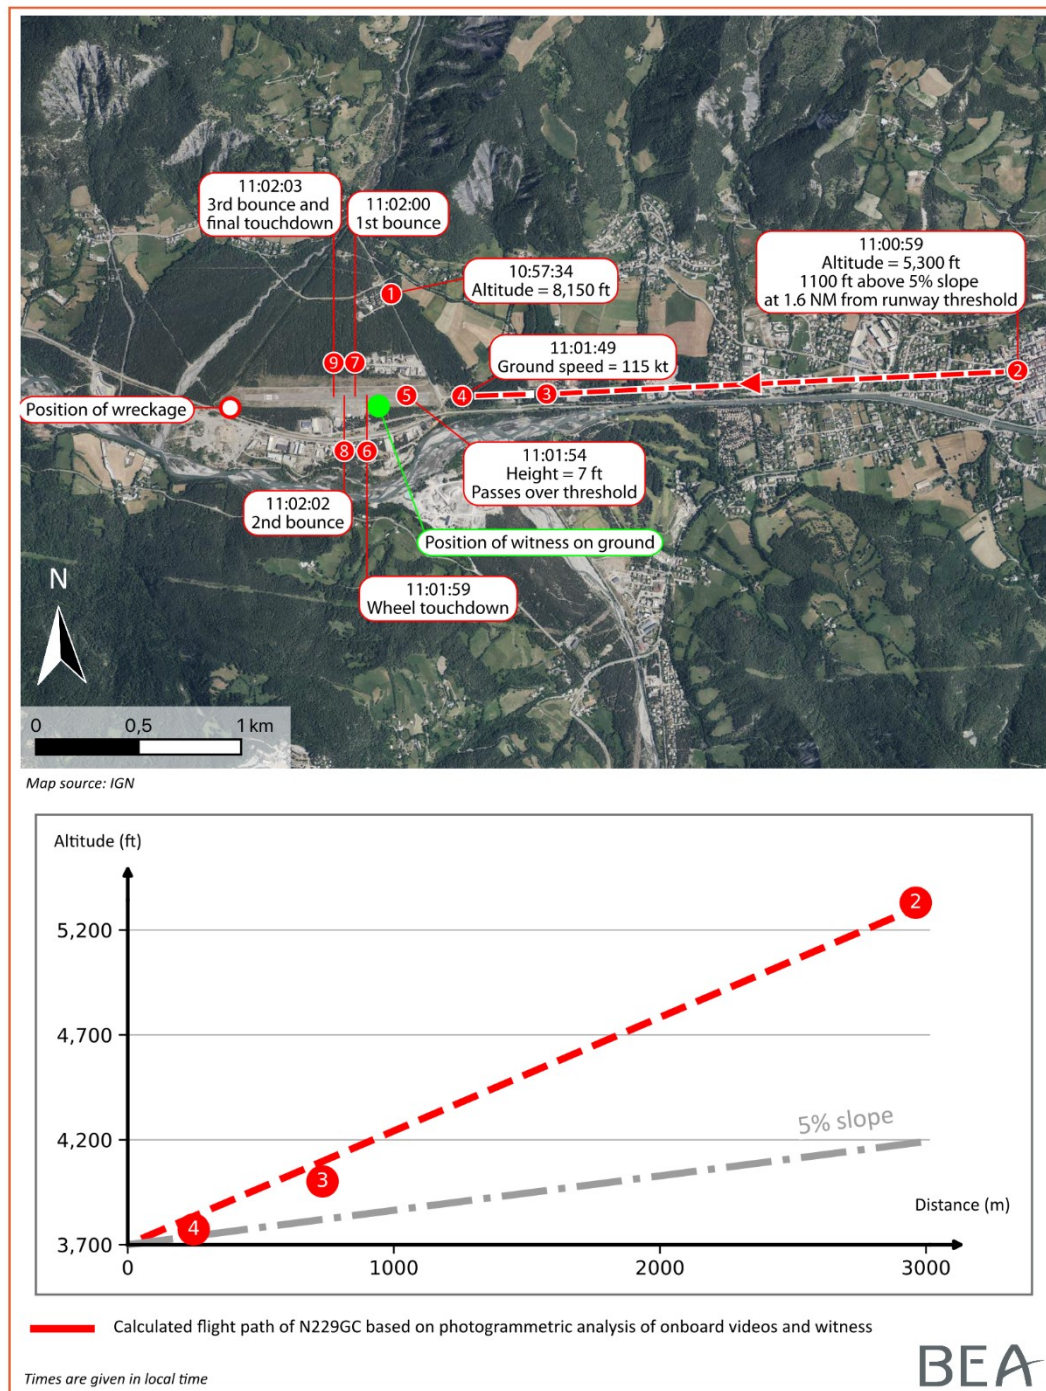 11:02:03
3rd bounce and
final touchdown
11:02:00
1st bounce
10:57:34
Altitude = 8,150 ft
11:00:59
Altitude = 5,300 ft
1100 ft above 5% slope
at 1.6 NM from runway threshold
1
11:01:49
Ground speed = 115 kt
9
7
2
3
4
5
Position of wreckage
8
6
11:01:54
Height = 7 ft
Passes over threshold
11:02:02
2nd bounce
Position of witness on ground
11:01:59
Wheel touchdown
N
0
0,5
1 km
Map source: IGN
Altitude (ft)
5,200
4,700
4,200
3,700
2
3
4
5% slope
Distance (m)
0
1000
2000
3000
Calculated flight path of N229GC based on photogrammetric analysis of onboard videos and witness
Times are given in local time
BEA